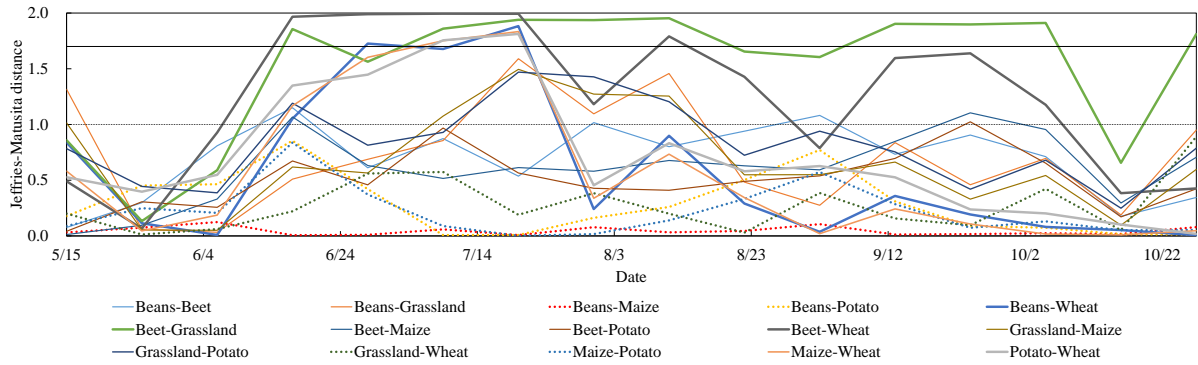 2.0
1.5
1.0
0.5
0.0
Jeffries-Matusita distance
5/15 6/4 6/24 7/14 8/3 8/23 9/12 10/2 10/22
Date
Beans-Beet Beans-Grassland Beans-Maize Beans-Potato Beans-Wheat
Beet-Grassland Beet-Maize Beet-Potato Beet-Wheat Grassland-Maize
Grassland-Potato Grassland-Wheat Maize-Potato Maize-Wheat Potato-Wheat